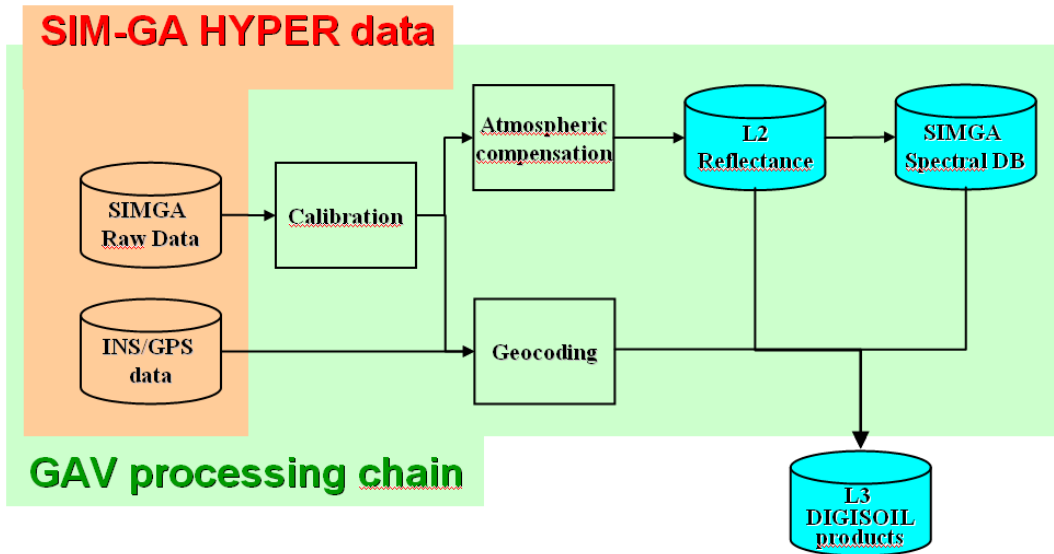 SIM-GA HYPER data
Atmospheric
compensation
L2
Reflectance
SIMGA
Spectral DB
SIMGA
Raw Data
Calibration
INS/GPS
data
Geocoding
GAV processing chain
L3
DIGISOIL
products